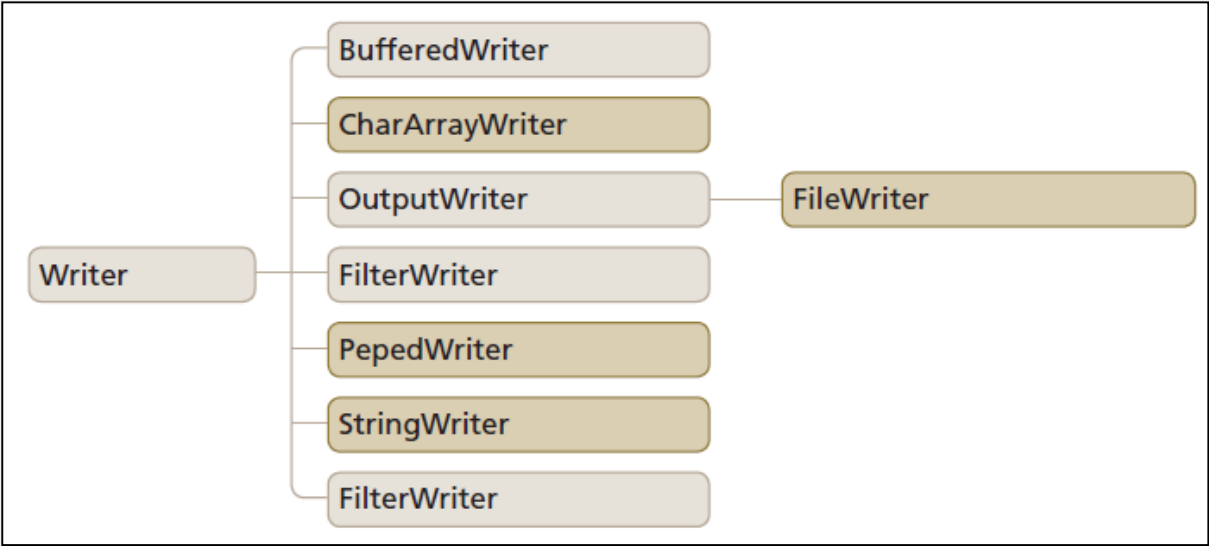 BufferedWriter
CharArrayWriter
OutputWriter
FileWriter
Writer
FilterWriter
PepedWriter
StringWriter
FilterWriter